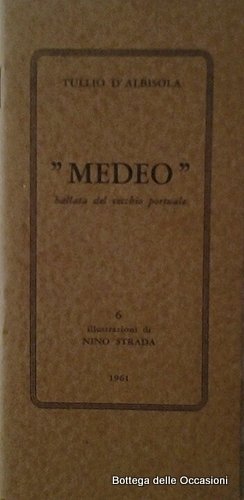 TULLIO D'ALBISOLA
"MEDEO"
ballata del vecchio portuale
6
illustrazioni di
NINO STRADA
1961
Bottega delle Occasioni